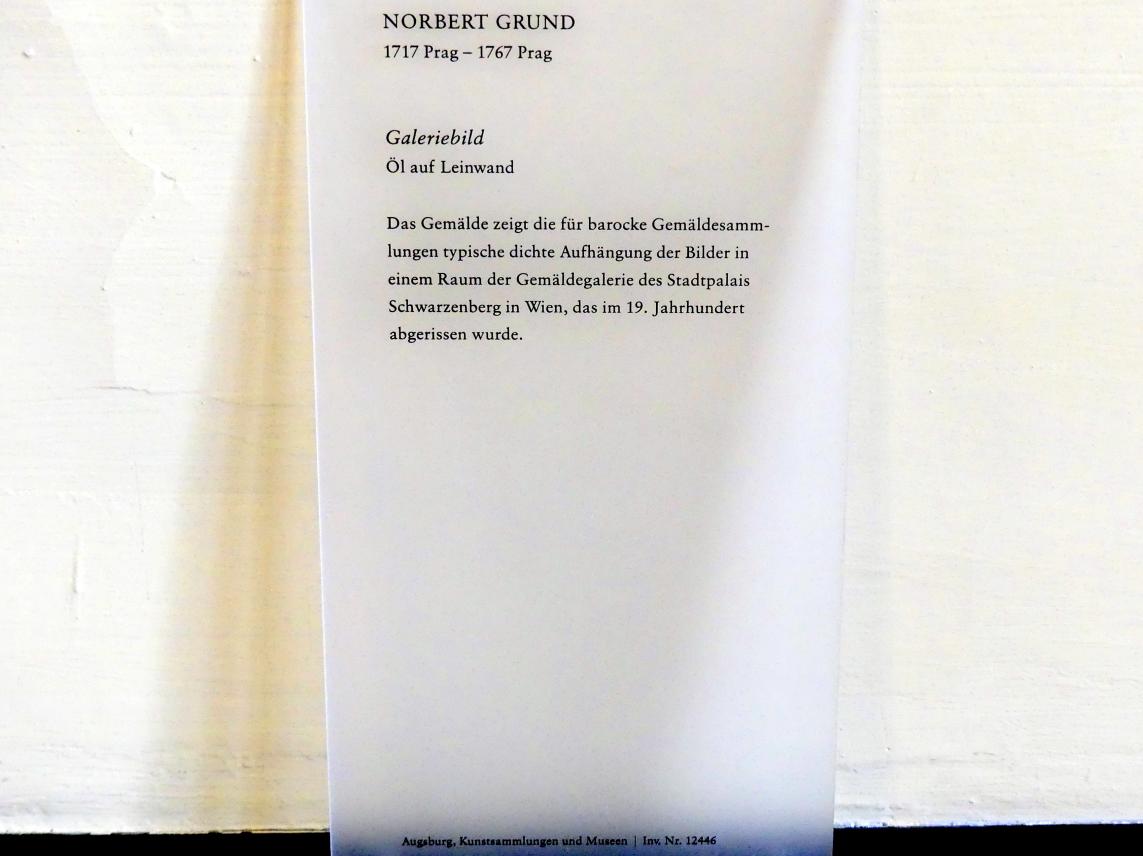 NORBERT GRUND
1717 Prag – 1767 Prag
Galeriebild
Öl auf Leinwand
Das Gemälde zeigt die für barocke Gemäldesamm-
lungen typische dichte Aufhängung der Bilder in
einem Raum der Gemäldegalerie des Stadtpalais
Schwarzenberg in Wien, das im 19. Jahrhundert
abgerissen wurde.
Augsburg, Kunstsammlungen und Museen | Inv. Nr. 12446